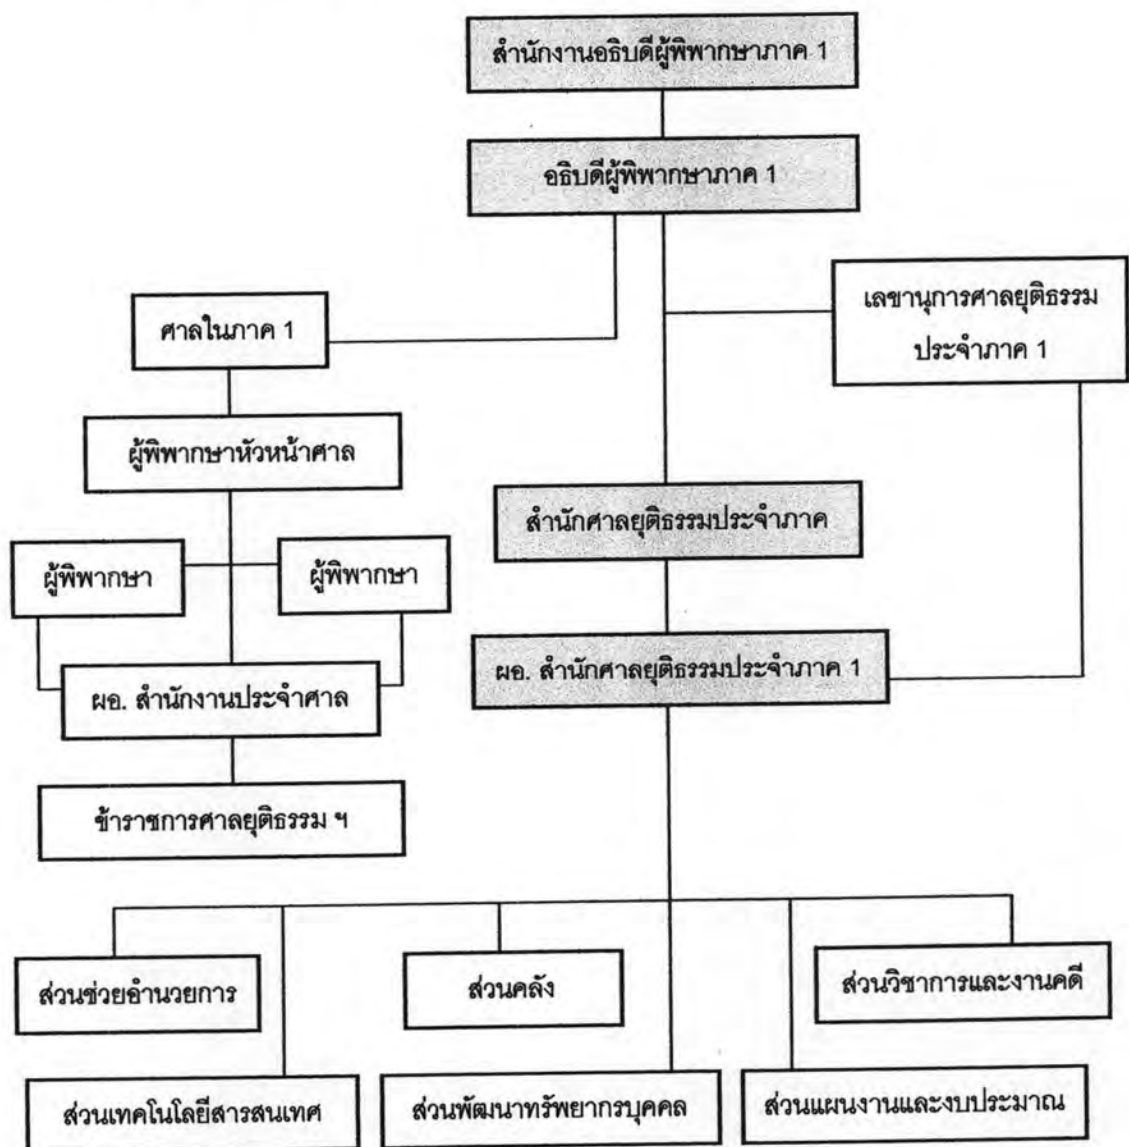 สำนักงานอธิบดีผู้พิพากษาภาค 1
อธิบดีผู้พิพากษาภาค 1
เลขานุการศาลยุติธรรม
ประจำภาค 1
ศาลในภาค 1
ผู้พิพากษาหัวหน้าศาล
สำนักศาลยุติธรรมประจำภาค
ผู้พิพากษา
ผู้พิพากษา
ผอ. สำนักศาลยุติธรรมประจำภาค 1
ผอ. สำนักงานประจำศาล
ข้าราชการศาลยุติธรรม ฯ
ส่วนช่วยอำนวยการ
ส่วนคลัง
ส่วนวิชาการและงานคดี
ส่วนเทคโนโลยีสารสนเทศ
ส่วนพัฒนาทรัพยากรบุคคล
ส่วนแผนงานและงบประมาณ